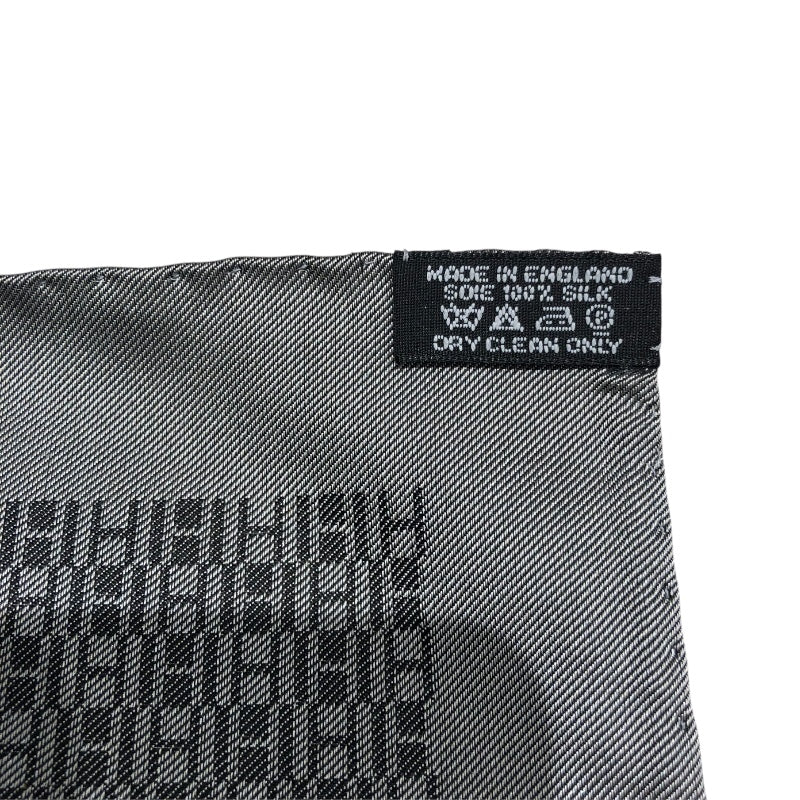 MADE IN ENGLAND
SOIE 100% SILK
DRY CLEAN ONLY